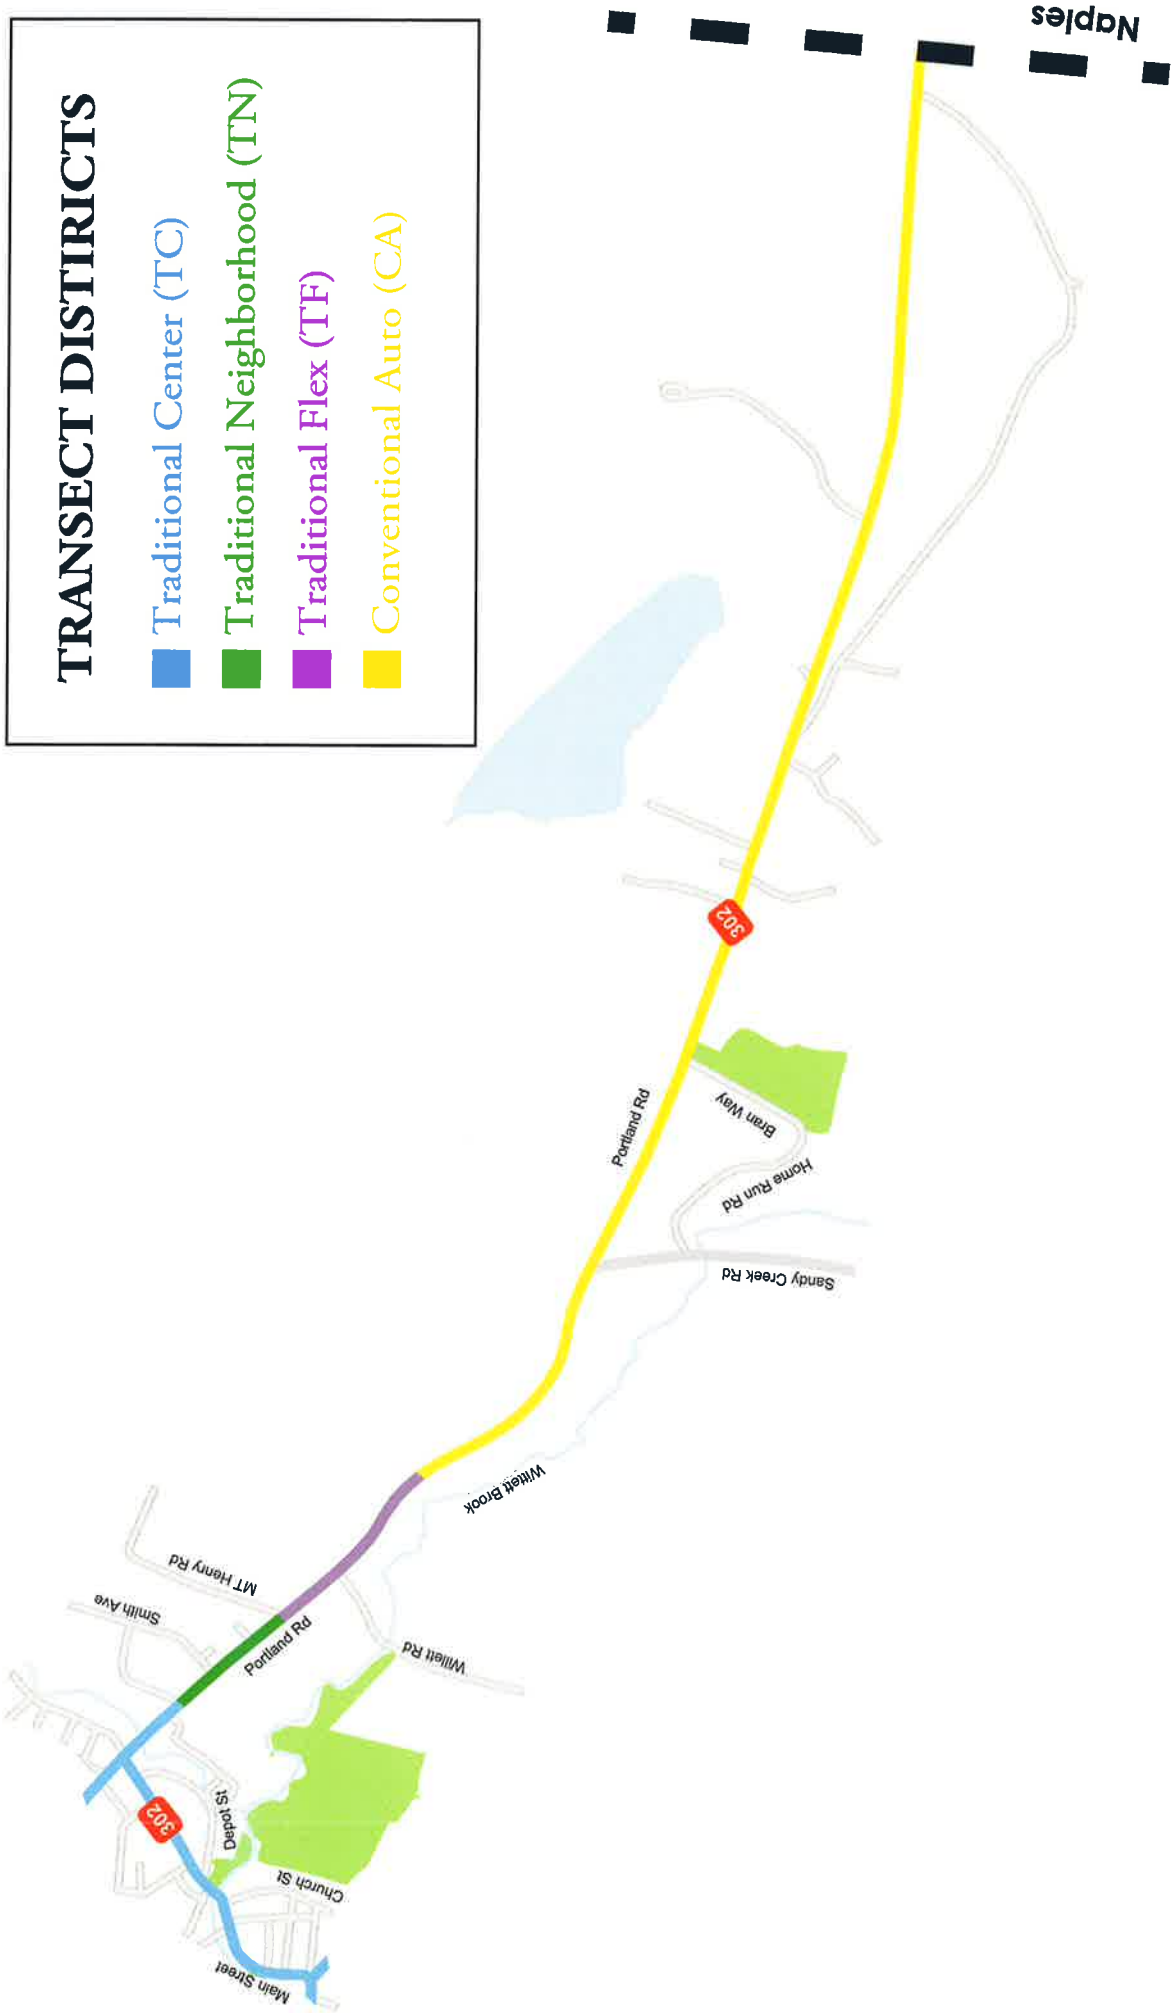 TRANSECT DISTIRICTS
Traditional Center (TC)
Traditional Neighborhood (TN)
Traditional Flex (TF)
Conventional Auto (CA)
Naples
302
Portland Rd
Bran Way
Home Run Rd
Sandy Creek Rd
Willett Brook
MT Henry Rd
Smith Ave
Portland Rd
Willett Rd
302
Depot St
Church St
Main Street